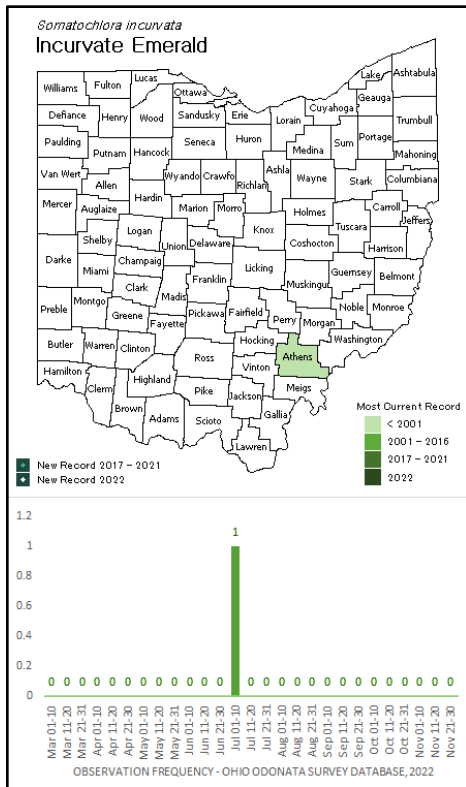 Somatochlora incurvata
Incurvate Emerald
Williams
Fulton
Lucas
Ottawa
Lake
Ashtabula
Geauga
Defiance
Henry
Wood
Sandusky
Erie
Lorain
Cuyahoga
Trumbull
Paulding
Putnam
Hancock
Seneca
Huron
Medina
Sum
Portage
Mahoning
Van Wert
Allen
Wyando
Crawfo
Richlan
Ashla
Wayne
Stark
Columbiana
Mercer
Auglaize
Hardin
Marion
Morro
Holmes
Carroll
Jeffers
Shelby
Logan
Union
Delaware
Knox
Coshocton
Tuscara
Harrison
Darke
Miami
Champaig
Licking
Guernsey
Belmont
Clark
Madis
Franklin
Muskingu
Preble
Montgo
Greene
Fayette
Pickawa
Fairfield
Perry
Morgan
Noble
Monroe
Butler
Warren
Clinton
Ross
Hocking
Athens
Washington
Hamilton
Clerm
Highland
Vinton
Meigs
Brown
Adams
Pike
Scioto
Jackson
Gallia
Lawren
Most Current Record
< 2001
2001 - 2016
2017 - 2021
2022
New Record 2017 - 2021
New Record 2022
1.2
1
0.8
0.6
0.4
0.2
0
0 0 0 0 0 0 0 0 0 0 0 0 1 0 0 0 0 0 0 0 0 0 0 0 0 0 0
Mar 01-10
Mar 11-20
Mar 21-31
Apr 01-10
Apr 11-20
Apr 21-30
May 01-10
May 11-20
May 21-31
Jun 01-10
Jun 11-20
Jun 21-30
Jul 01-10
Jul 11-20
Jul 21-31
Aug 01-10
Aug 11-20
Aug 21-31
Sep 01-10
Sep 11-20
Sep 21-30
Oct 01-10
Oct 11-20
Oct 21-31
Nov 01-10
Nov 11-20
Nov 21-30
OBSERVATION FREQUENCY - OHIO ODONATA SURVEY DATABASE, 2022